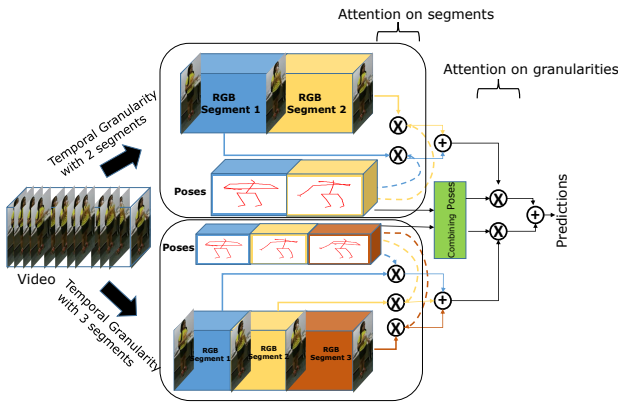 Attention on segments
Attention on granularities
Temporal Granularity
with 2 segments
RGB
Segment 1
RGB
Segment 2
X
X
+
Poses
Video
Poses
Combining Poses
X
X
+
Predictions
Temporal Granularity
with 3 segments
X
X
X
+
RGB
Segment 1
RGB
Segment 2
RGB
Segment 3